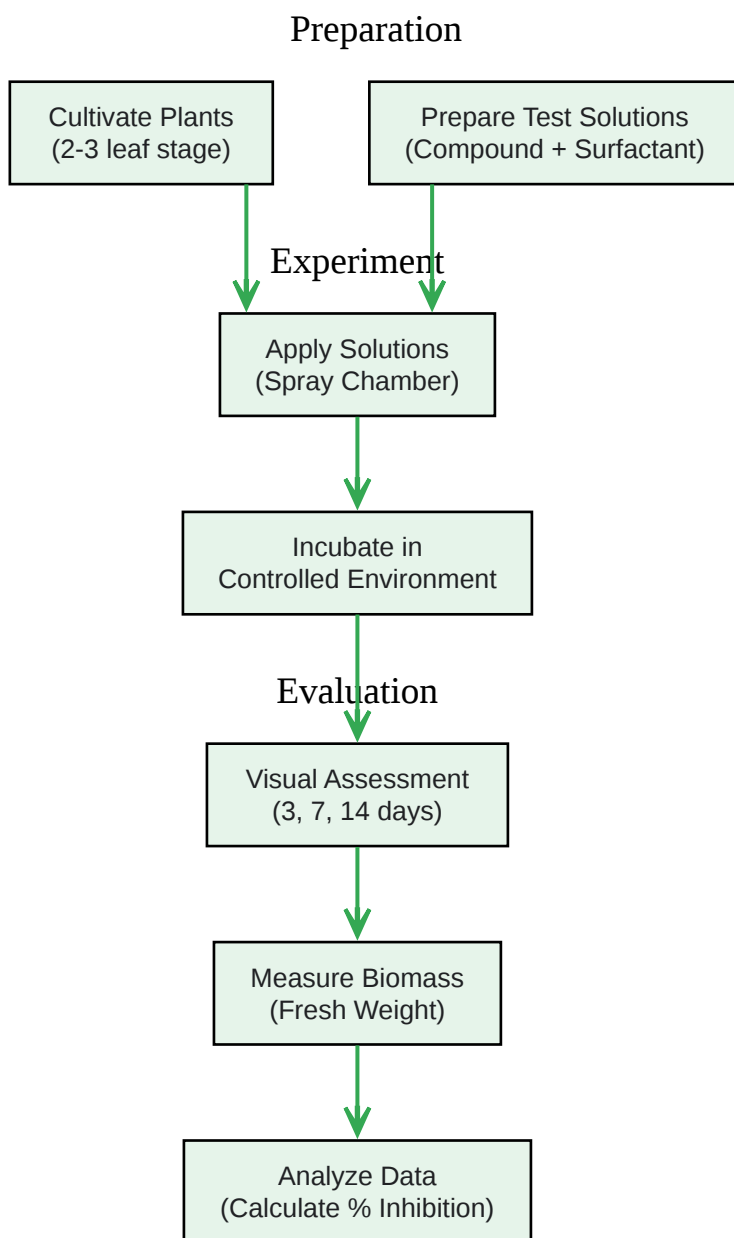 Preparation
Cultivate Plants
(2-3 leaf stage)
Prepare Test Solutions
(Compound + Surfactant)
Experiment
Apply Solutions
(Spray Chamber)
Incubate in
Controlled Environment
Evaluation
Visual Assessment
(3, 7, 14 days)
Measure Biomass
(Fresh Weight)
Analyze Data
(Calculate % Inhibition)